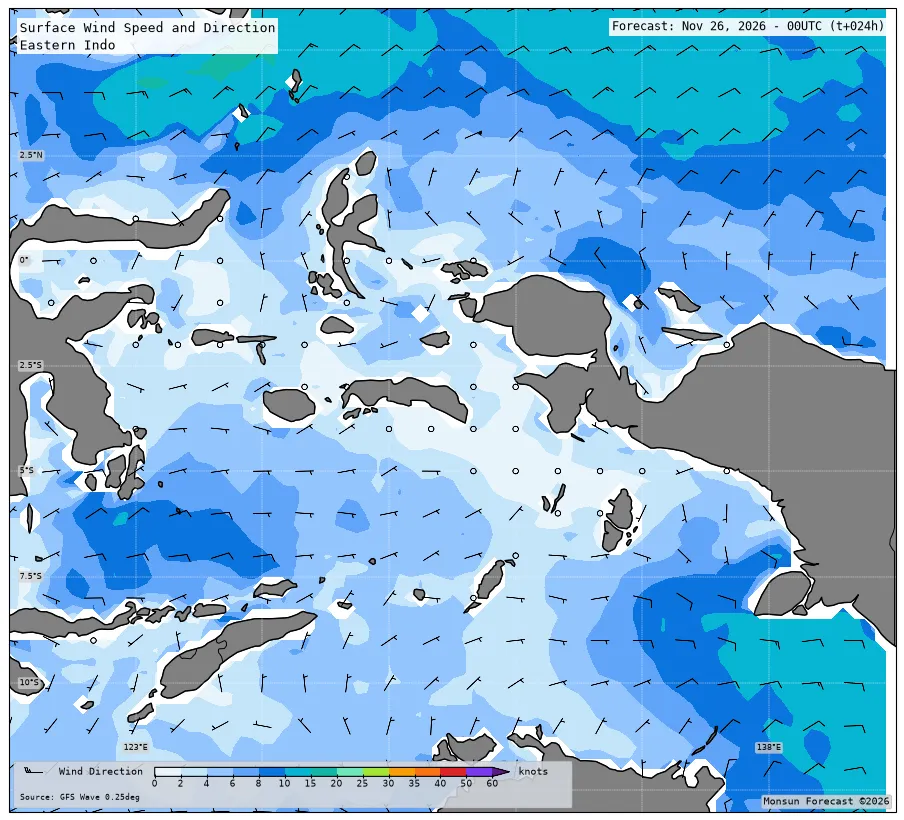 Surface Wind Speed and Direction
Eastern Indo
Forecast: Nov 26, 2026 - 00UTC (t+024h)
2.5°N
0°
2.5°S
5°S
7.5°S
10°S
123°E
138°E
Wind Direction
0 2 4 6 8 10 15 20 25 30 35 40 50 60
knots
Source: GFS Wave 0.25deg
Monsun Forecast ©2026